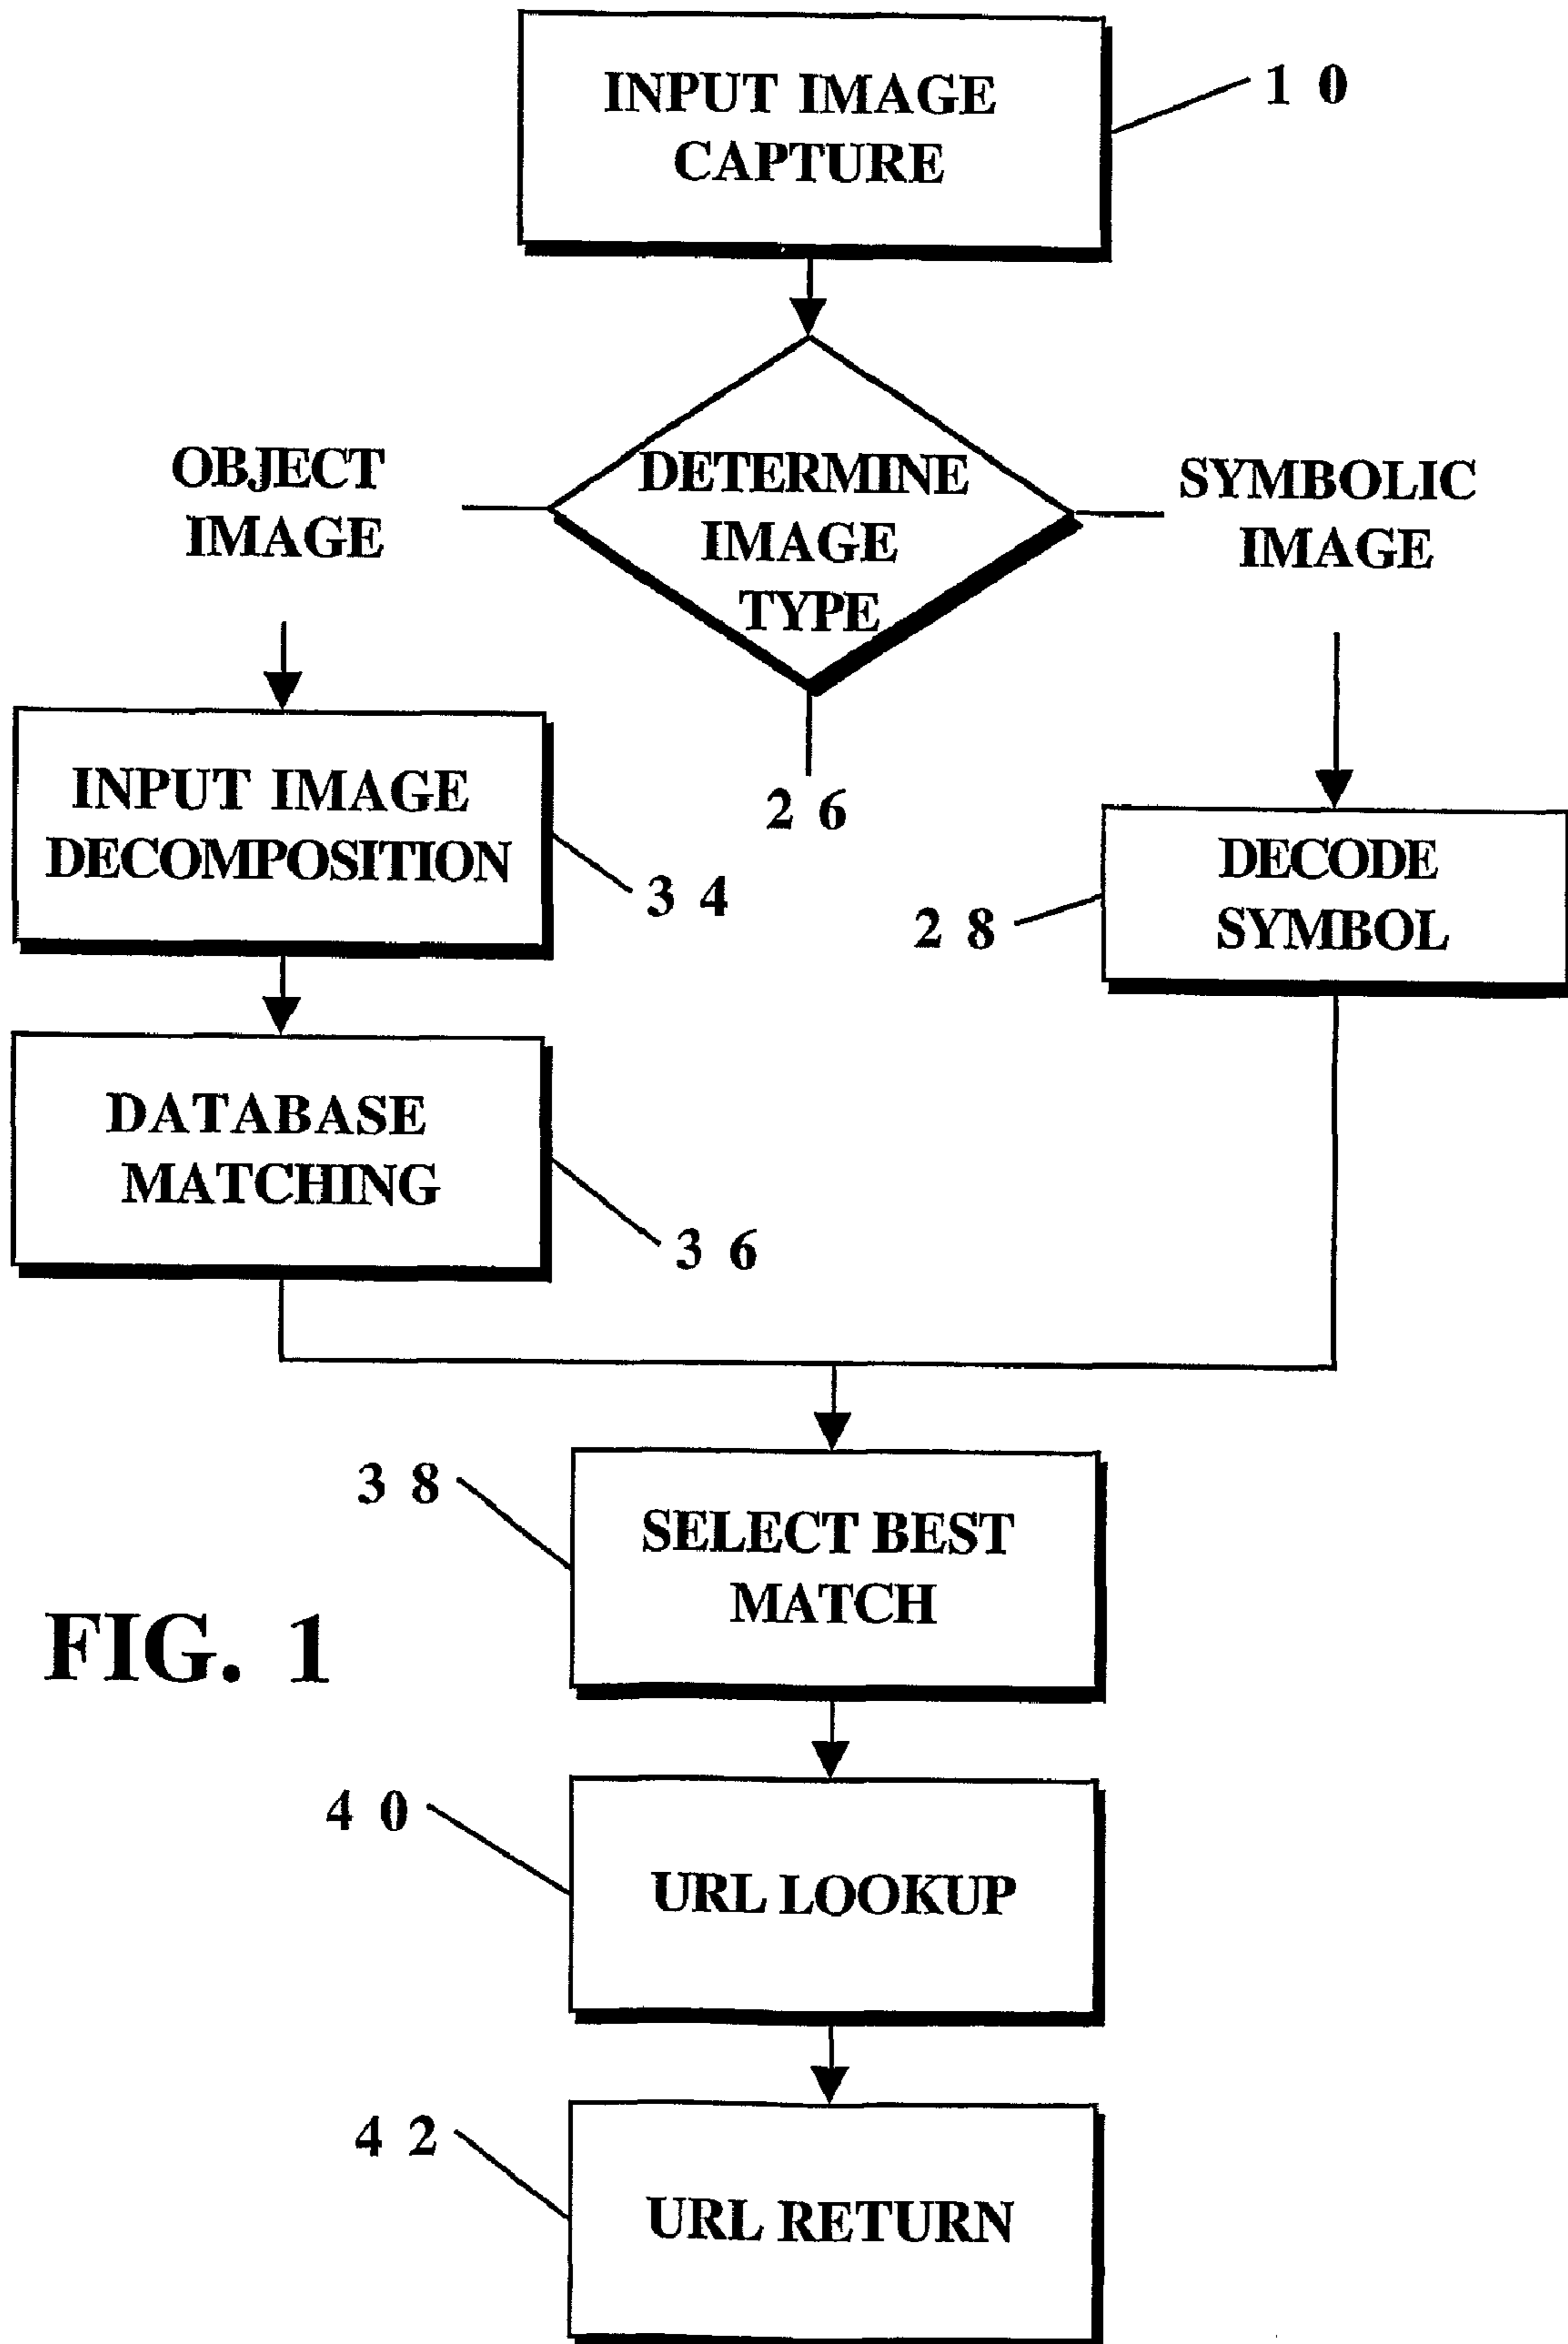 INPUT IMAGE
CAPTURE
1 0
OBJECT
IMAGE
DETERMINE
IMAGE
TYPE
SYMBOLIC
IMAGE
2 6
INPUT IMAGE
DECOMPOSITION
3 4
DECODE
SYMBOL
2 8
DATABASE
MATCHING
3 6
3 8
SELECT BEST
MATCH
FIG. 1
4 0
URL LOOKUP
4 2
URL RETURN